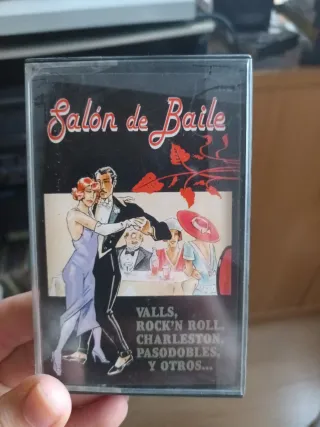 Salón de Baile
VALLS,
ROCK'N ROLL,
CHARLESTON,
PASODOBLES,
Y OTROS...